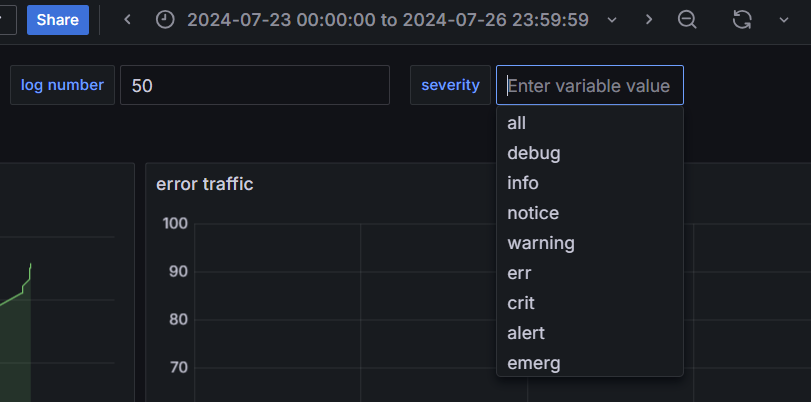 Share
2024-07-23 00:00:00 to 2024-07-26 23:59:59
log number
50
severity
Enter variable value
all
debug
info
notice
warning
err
crit
alert
emerg
error traffic
100
90
80
70